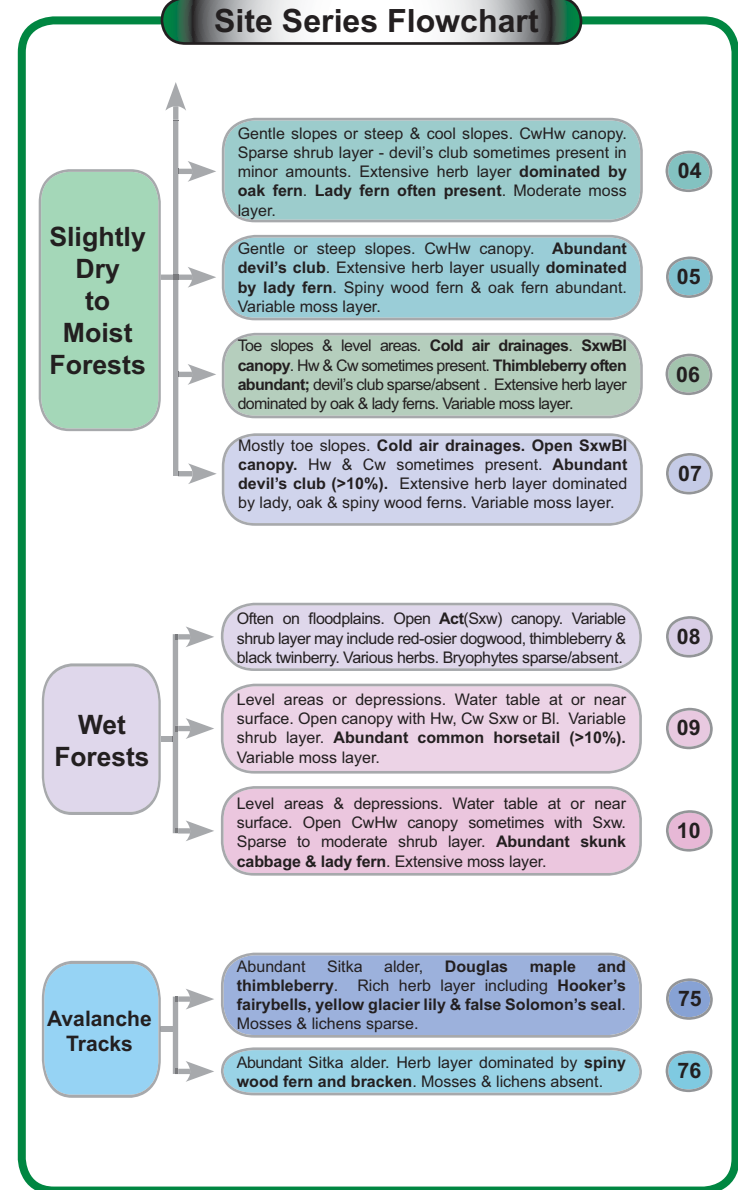 Site Series Flowchart
Slightly
Dry
to
Moist
Forests
Gentle slopes or steep & cool slopes. CwHw canopy.
Sparse shrub layer - devil's club sometimes present in
minor amounts. Extensive herb layer dominated by
oak fern. Lady fern often present. Moderate moss
layer.
04
Gentle or steep slopes. CwHw canopy. Abundant
devil's club. Extensive herb layer usually dominated
by lady fern. Spiny wood fern & oak fern abundant.
Variable moss layer.
05
Toe slopes & level areas. Cold air drainages. SxwBl
canopy. Hw & Cw sometimes present. Thimbleberry often
abundant; devil's club sparse/absent . Extensive herb layer
dominated by oak & lady ferns. Variable moss layer.
06
Mostly toe slopes. Cold air drainages. Open SxwBl
canopy. Hw & Cw sometimes present. Abundant
devil's club (>10%). Extensive herb layer dominated
by lady, oak & spiny wood ferns. Variable moss layer.
07
Wet
Forests
Often on floodplains. Open Act(Sxw) canopy. Variable
shrub layer may include red-osier dogwood, thimbleberry &
black twinberry. Various herbs. Bryophytes sparse/absent.
08
Level areas or depressions. Water table at or near
surface. Open canopy with Hw, Cw Sxw or Bl. Variable
shrub layer. Abundant common horsetail (>10%).
Variable moss layer.
09
Level areas & depressions. Water table at or near
surface. Open CwHw canopy sometimes with Sxw.
Sparse to moderate shrub layer. Abundant skunk
cabbage & lady fern. Extensive moss layer.
10
Avalanche
Tracks
Abundant Sitka alder, Douglas maple and
thimbleberry. Rich herb layer including Hooker's
fairybells, yellow glacier lily & false Solomon's seal.
Mosses & lichens sparse.
75
Abundant Sitka alder. Herb layer dominated by spiny
wood fern and bracken. Mosses & lichens absent.
76